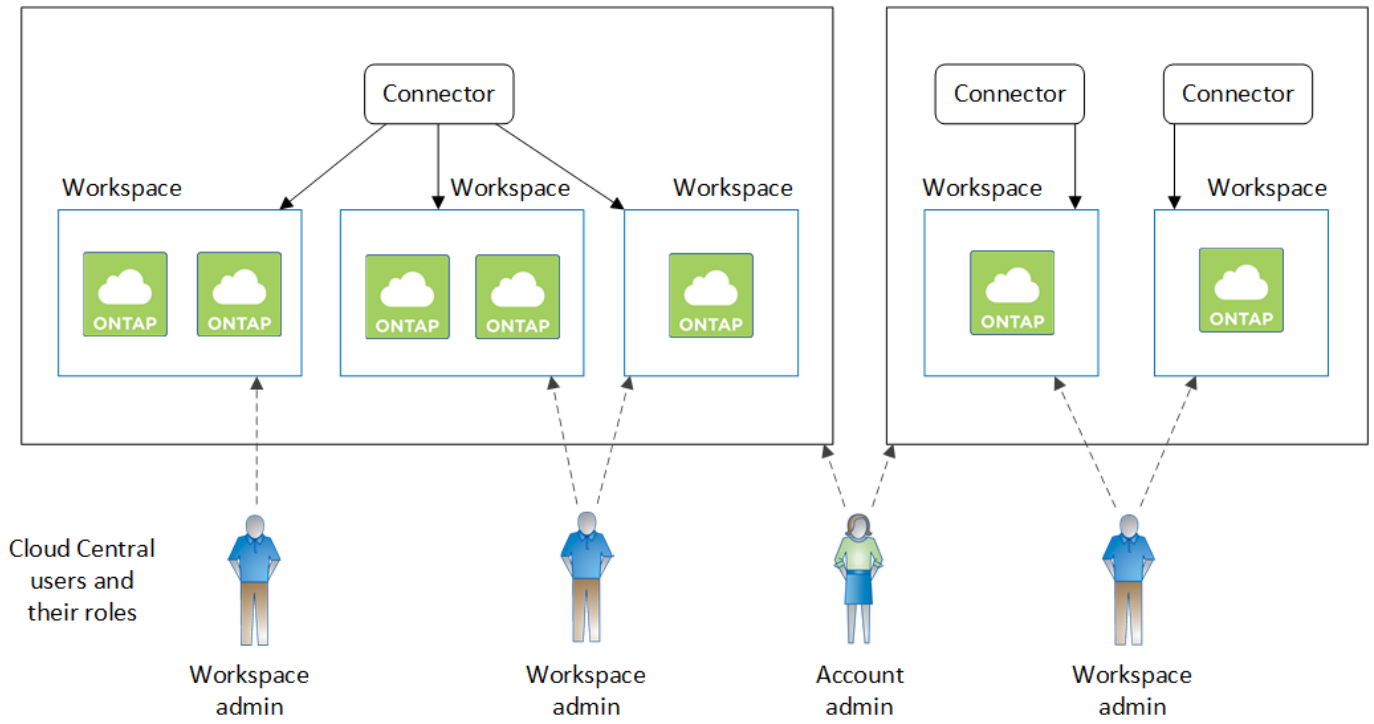 Connector
Connector
Connector
Workspace
Workspace
Workspace
Workspace
Workspace
ONTAP
ONTAP
ONTAP
ONTAP
ONTAP
ONTAP
ONTAP
Cloud Central
users and
their roles
Workspace
admin
Workspace
admin
Account
admin
Workspace
admin